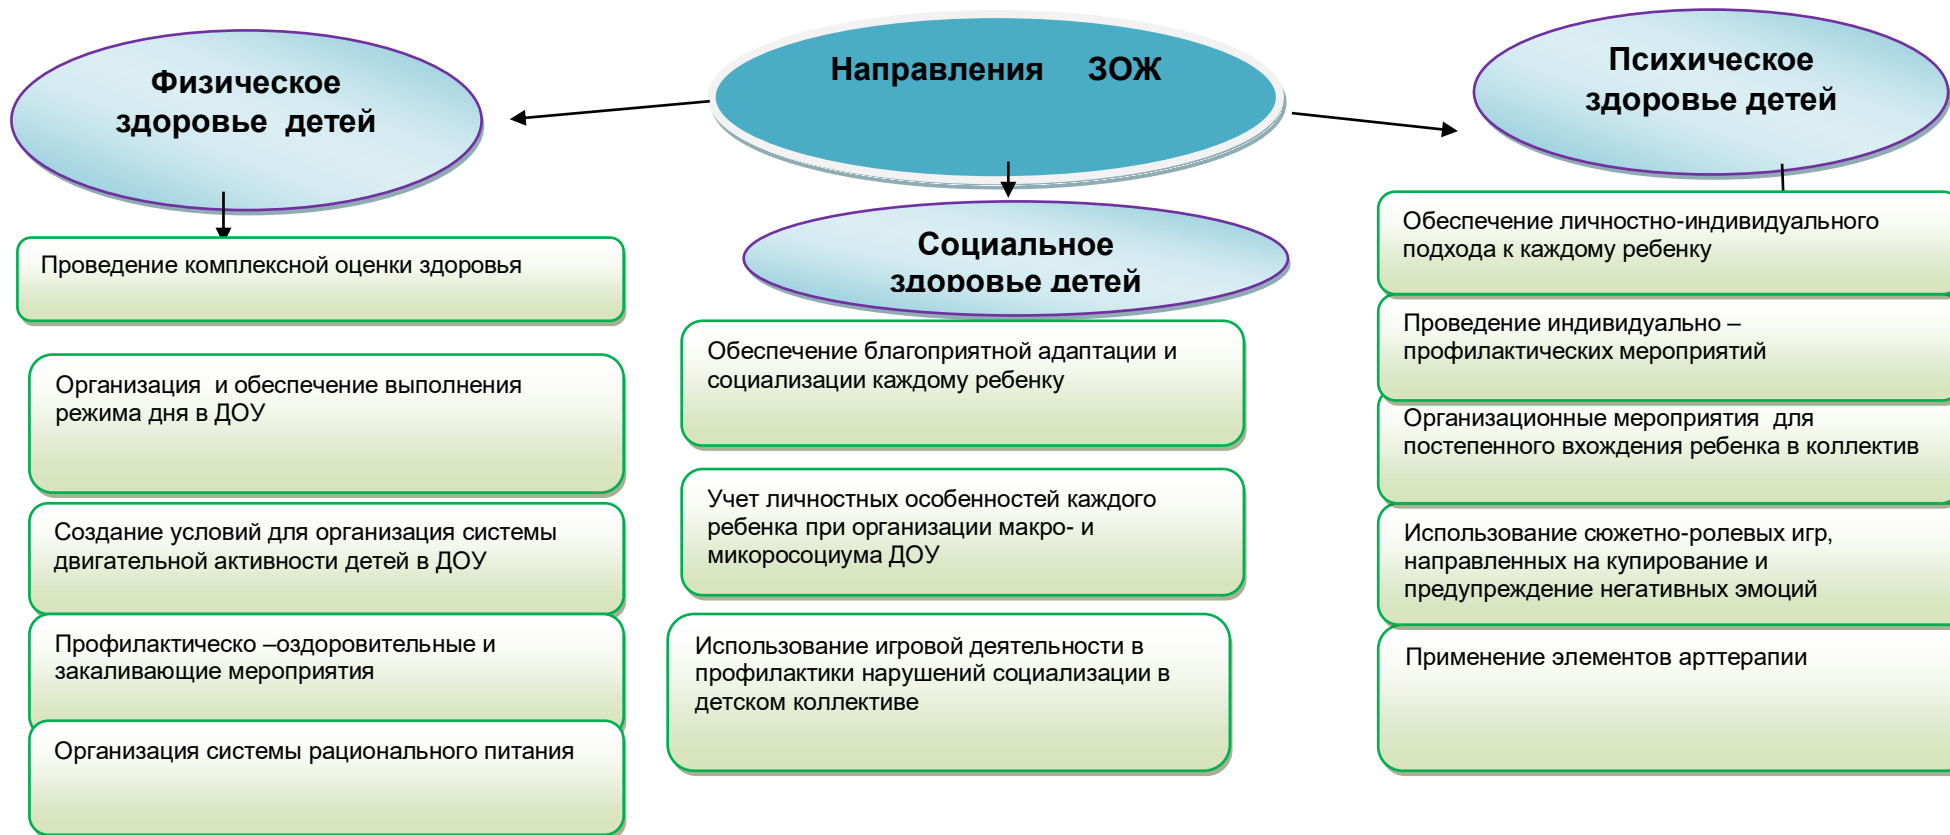 Направления ЗОЖ
Физическое
здоровье детей
Проведение комплексной оценки здоровья
Организация и обеспечение выполнения
режима дня в ДОУ
Создание условий для организация системы
двигательной активности детей в ДОУ
Профилактическо –оздоровительные и
закаливающие мероприятия
Организация системы рационального питания
Социальное
здоровье детей
Обеспечение благоприятной адаптации и
социализации каждому ребенку
Учет личностных особенностей каждого
ребенка при организации макро- и
микоросоциума ДОУ
Использование игровой деятельности в
профилактики нарушений социализации в
детском коллективе
Психическое
здоровье детей
Обеспечение личностно-индивидуального
подхода к каждому ребенку
Проведение индивидуально –
профилактических мероприятий
Организационные мероприятия для
постепенного вхождения ребенка в коллектив
Использование сюжетно-ролевых игр,
направленных на купирование и
предупреждение негативных эмоций
Применение элементов арттерапии